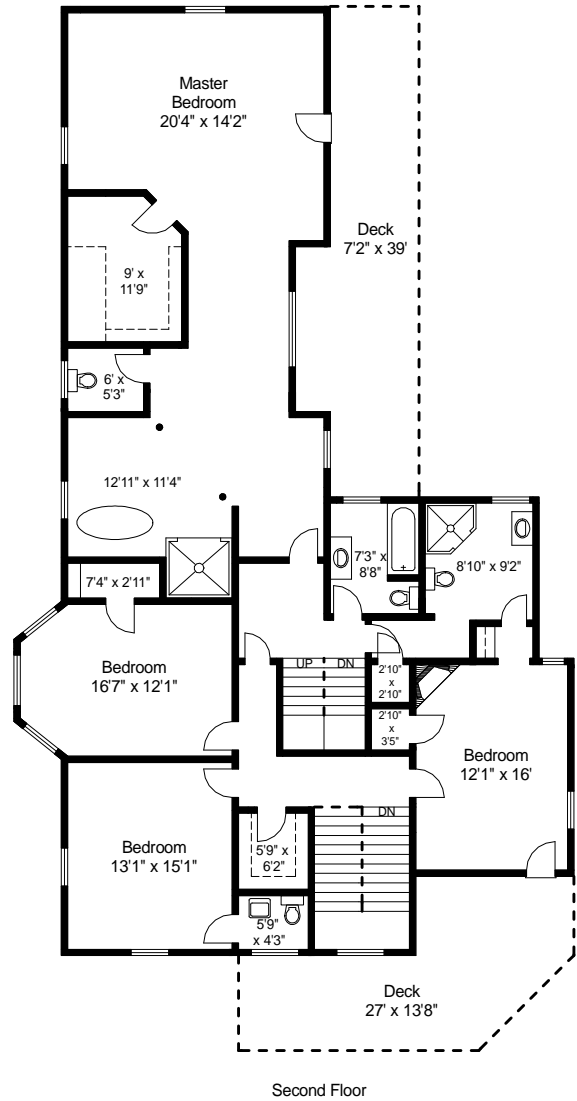 Master
Bedroom
20'4" x 14'2"
Deck
7'2" x 39'
9' x
11'9"
6' x
5'3"
12'11" x 11'4"
7'3" x
8'8"
8'10" x 9'2"
7'4" x 2'11"
Bedroom
16'7" x 12'1"
UP DN
2'10"
x
2'10"
2'10"
x
3'5"
Bedroom
12'1" x 16'
DN
Bedroom
13'1" x 15'1"
5'9" x
6'2"
5'9"
x 4'3"
Deck
27' x 13'8"
Second Floor